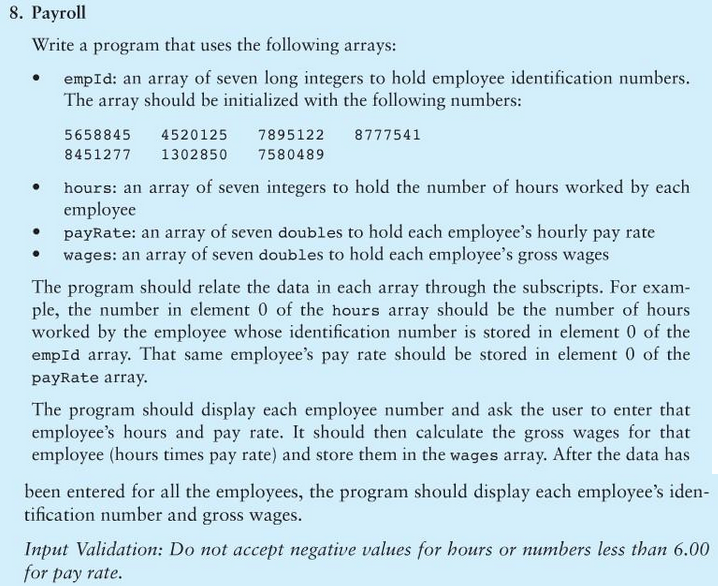 8. Payroll
Write a program that uses the following arrays:
• empId: an array of seven long integers to hold employee identification numbers.
The array should be initialized with the following numbers:
5658845 4520125 7895122 8777541
8451277 1302850 7580489
• hours: an array of seven integers to hold the number of hours worked by each
employee
• payRate: an array of seven doubles to hold each employee's hourly pay rate
• wages: an array of seven doubles to hold each employee's gross wages
The program should relate the data in each array through the subscripts. For exam-
ple, the number in element 0 of the hours array should be the number of hours
worked by the employee whose identification number is stored in element 0 of the
empId array. That same employee's pay rate should be stored in element 0 of the
payRate array.
The program should display each employee number and ask the user to enter that
employee's hours and pay rate. It should then calculate the gross wages for that
employee (hours times pay rate) and store them in the wages array. After the data has
been entered for all the employees, the program should display each employee's iden-
tification number and gross wages.
Input Validation: Do not accept negative values for hours or numbers less than 6.00
for pay rate.